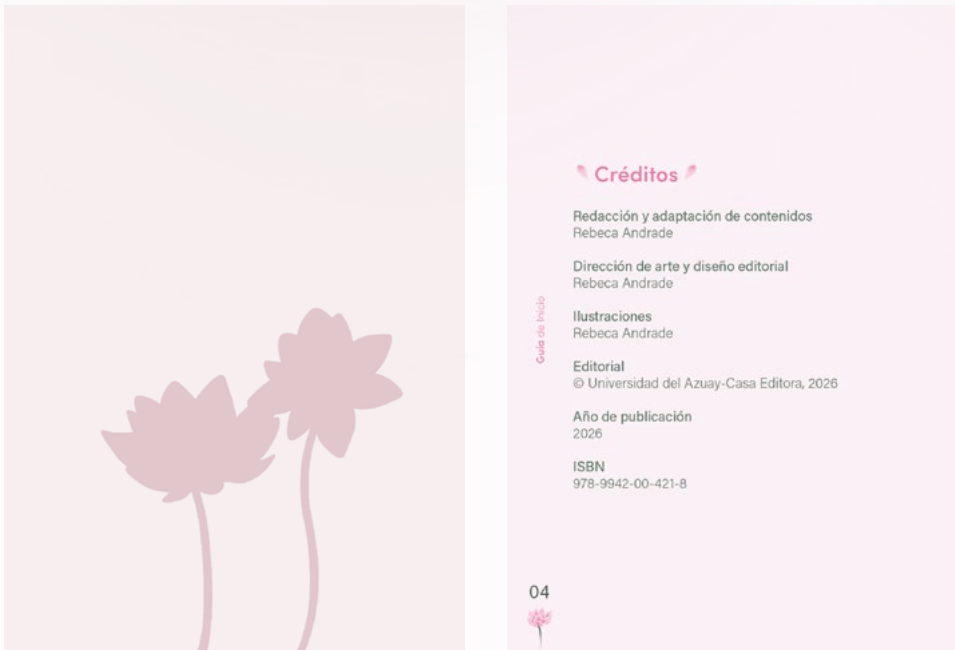 Créditos
Redacción y adaptación de contenidos
Rebeca Andrade
Dirección de arte y diseño editorial
Rebeca Andrade
Ilustraciones
Rebeca Andrade
Editorial
© Universidad del Azuay-Casa Editora, 2026
Año de publicación
2026
ISBN
978-9942-00-421-8
Guía de Inicio
04